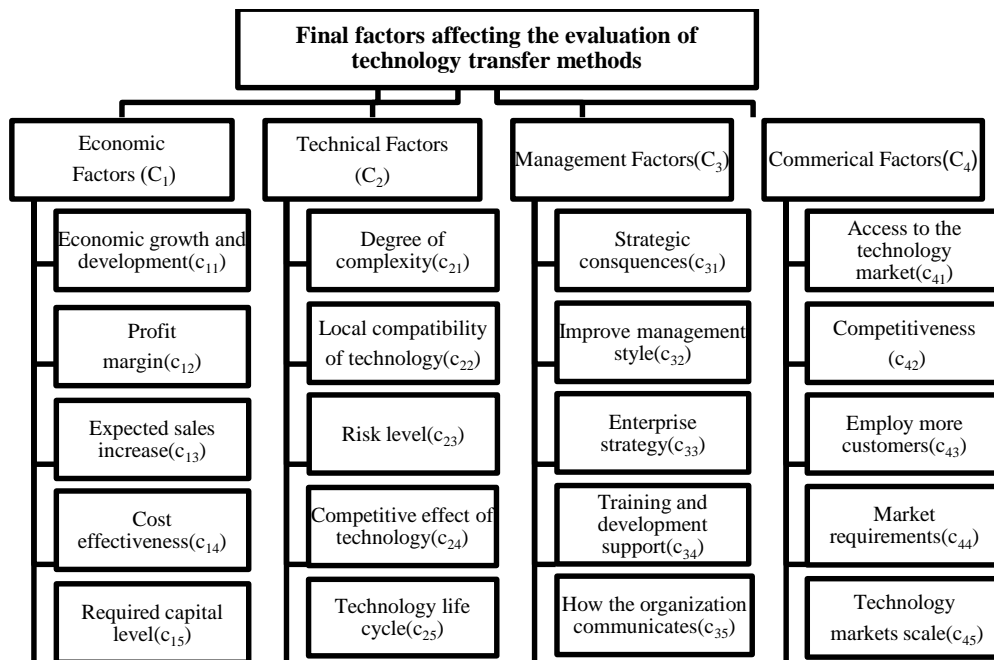 Final factors affecting the evaluation of
technology transfer methods
Economic
Factors (C₁)
Economic growth and
development(c₁₁)
Profit
margin(c₁₂)
Expected sales
increase(c₁₃)
Cost
effectiveness(c₁₄)
Required capital
level(c₁₅)
Technical Factors
(C₂)
Degree of
complexity(c₂₁)
Local compatibility
of technology(c₂₂)
Risk level(c₂₃)
Competitive effect of
technology(c₂₄)
Technology life
cycle(c₂₅)
Management Factors(C₃)
Strategic
consquences(c₃₁)
Improve management
style(c₃₂)
Enterprise
strategy(c₃₃)
Training and
development
support(c₃₄)
How the organization
communicates(c₃₅)
Commerical Factors(C₄)
Access to the
technology
market(c₄₁)
Competitiveness
(c₄₂)
Employ more
customers(c₄₃)
Market
requirements(c₄₄)
Technology
markets scale(c₄₅)